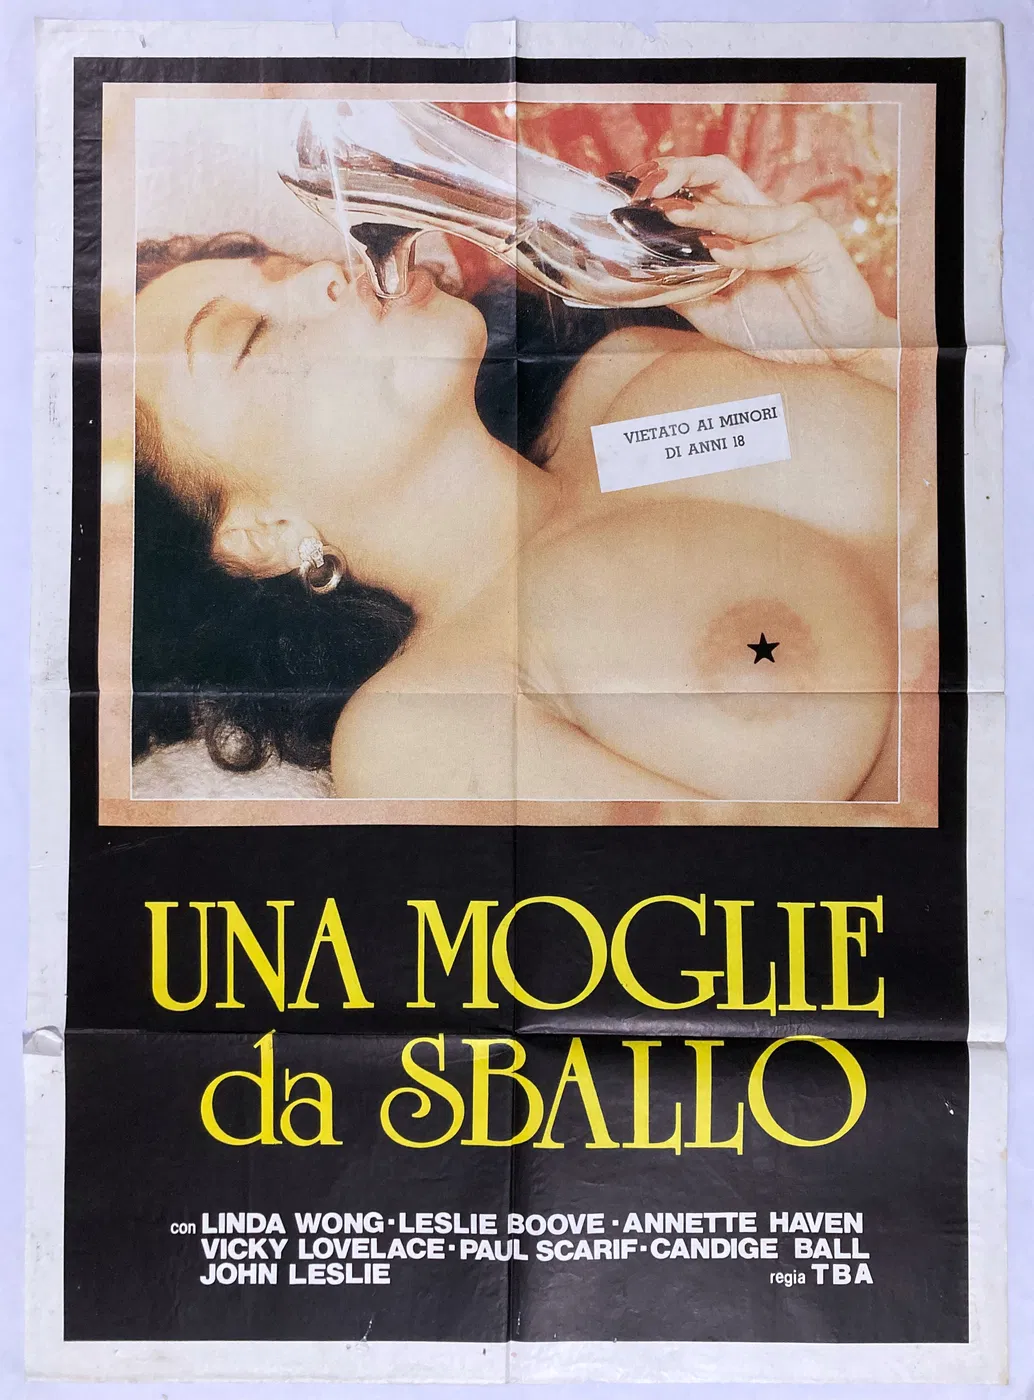 VIETATO AI MINORI
DI ANNI 18
UNA MOGLIE
da SBALLO
con LINDA WONG·LESLIE BOOVE·ANNETTE HAVEN
VICKY LOVELACE·PAUL SCARIF·CANDIGE BALL
JOHN LESLIE regia TBA